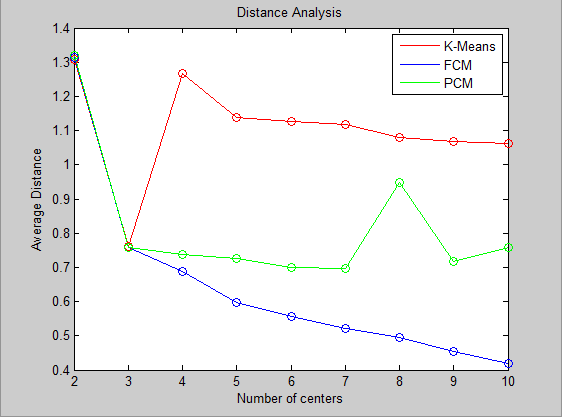 Distance Analysis
K-Means
FCM
PCM
Average Distance
1.4
1.3
1.2
1.1
1
0.9
0.8
0.7
0.6
0.5
0.4
2 3 4 5 6 7 8 9 10
Number of centers